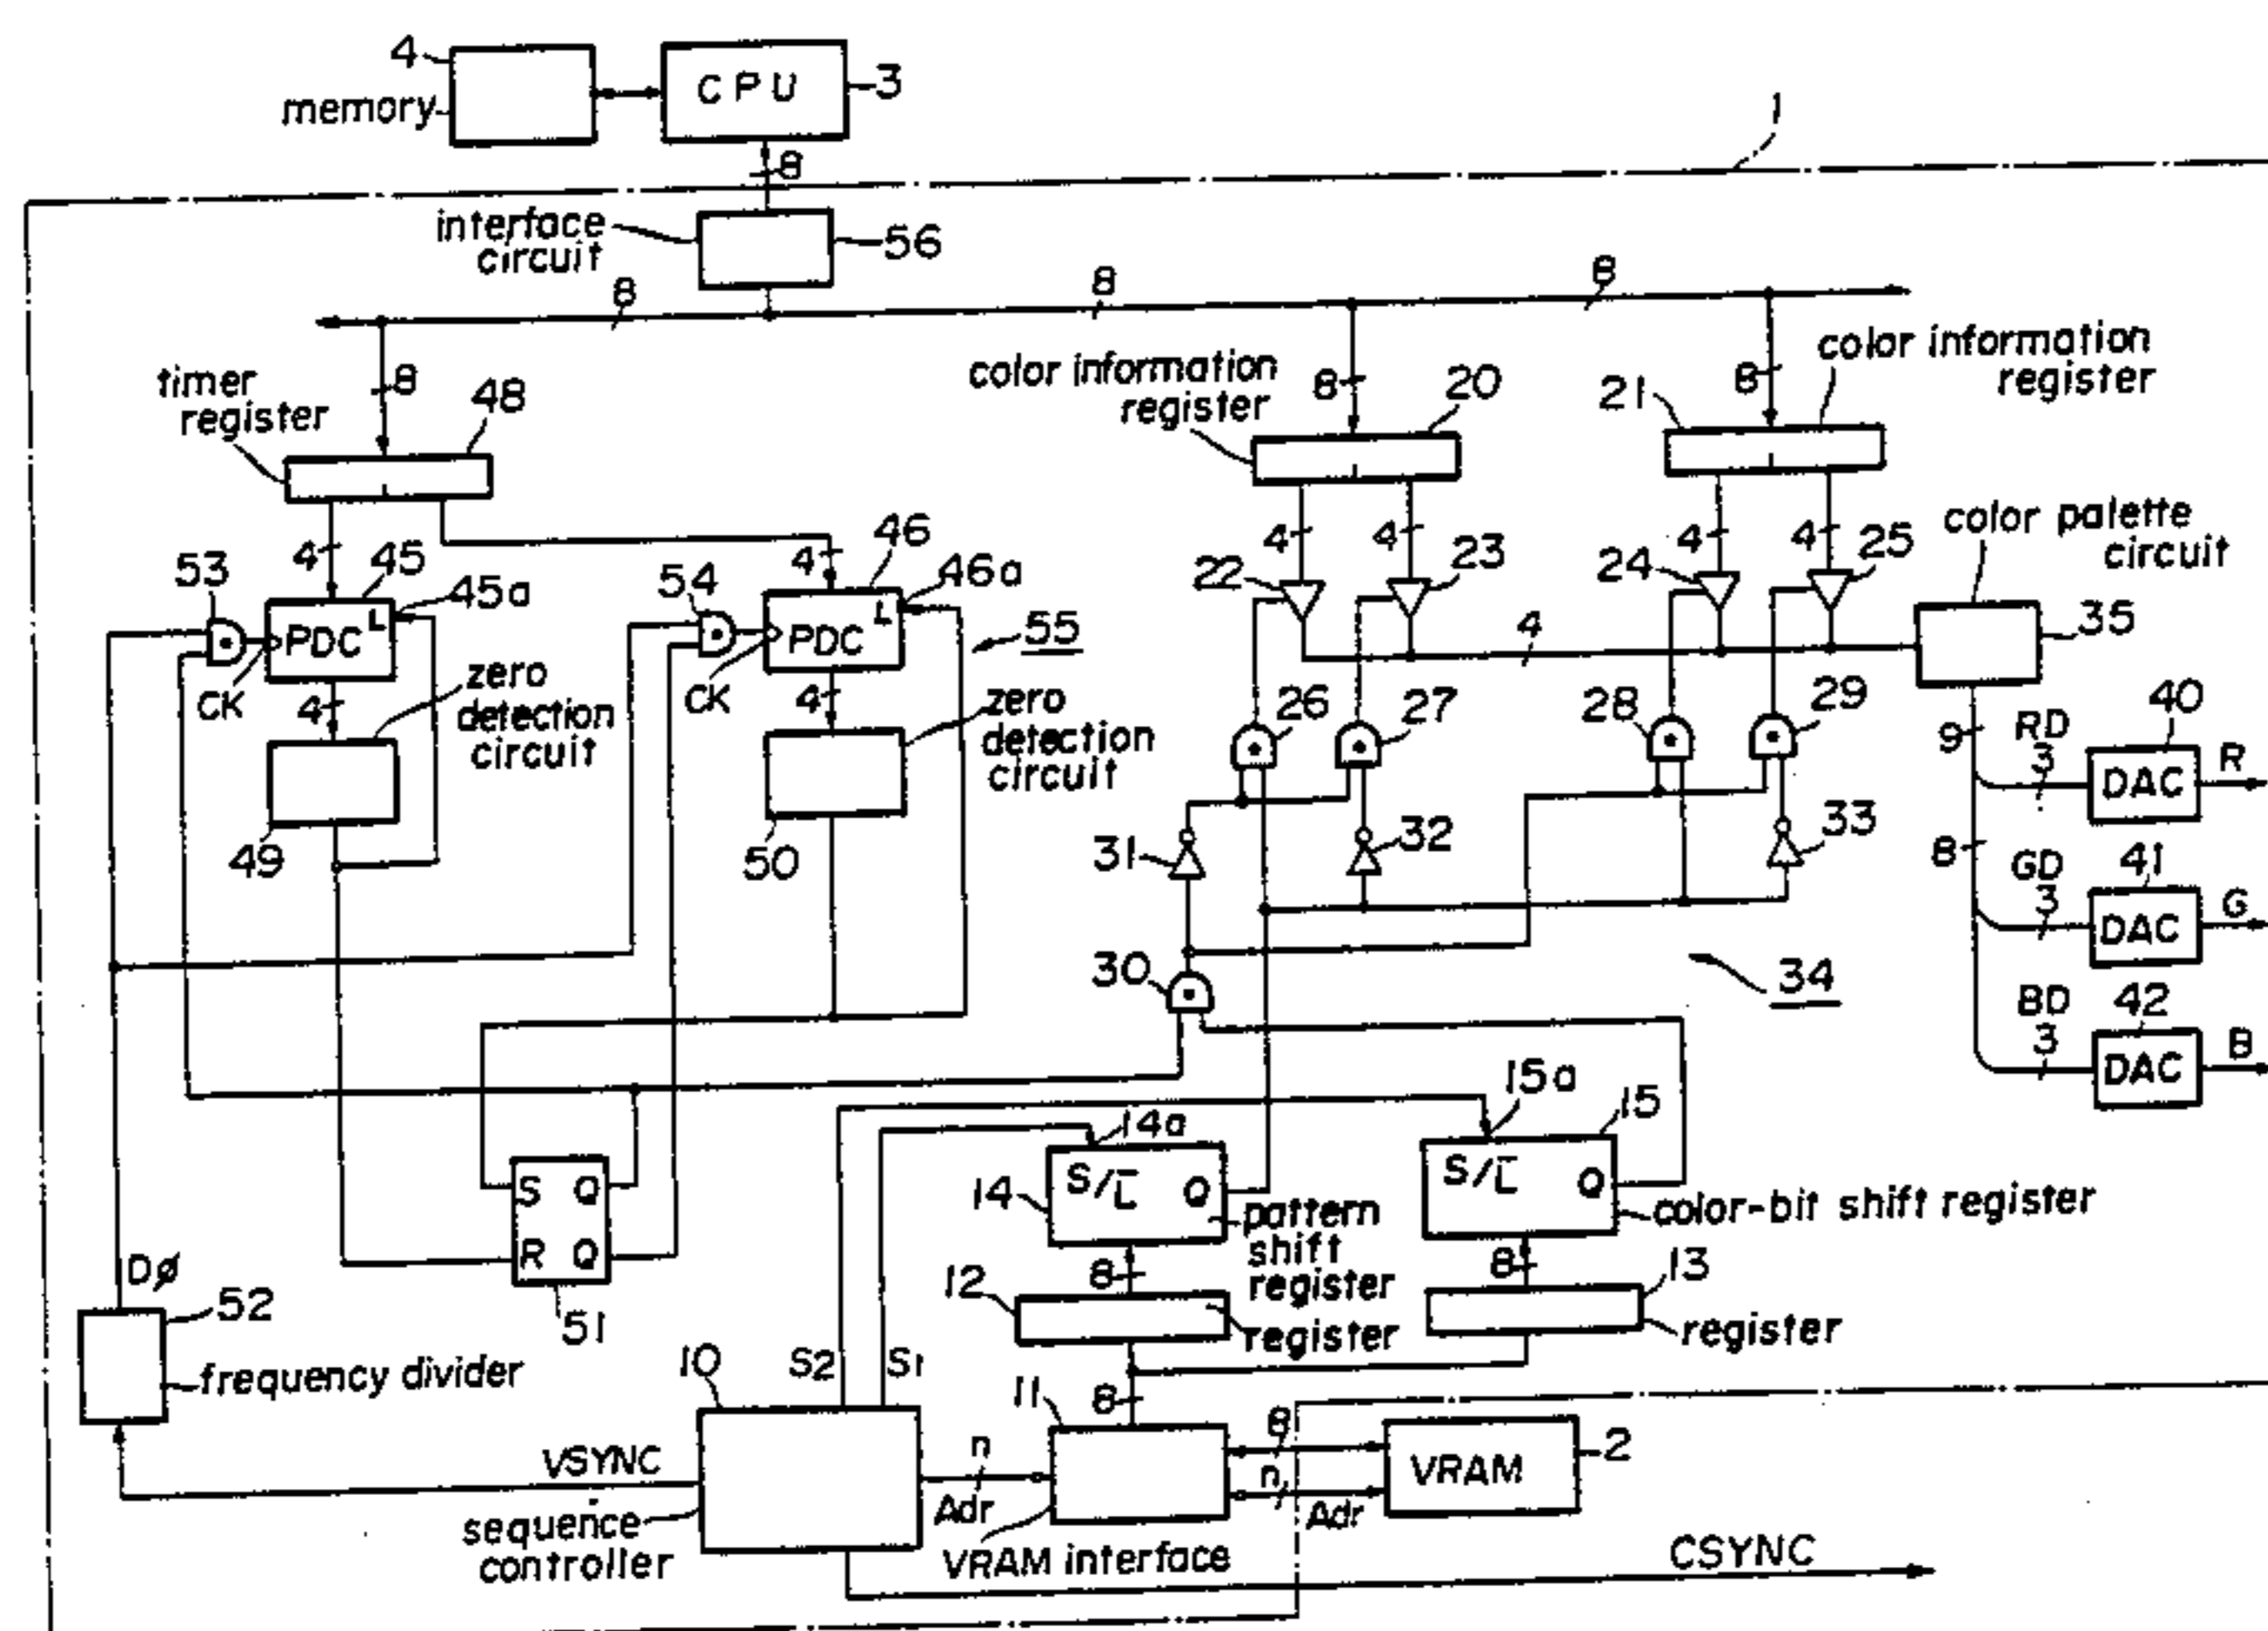 4
memory
CPU
3
8
1
interface
circuit
56
8
8
8
timer
register
8
48
color information
register
8
20
21
8
color information
register
53
4
45
45a
54
4
46
46a
PDC L
CK
PDC L
CK
55
4
zero
detection
circuit
49
4
zero
detection
circuit
50
4
4
22
23
4
4
24
25
4
color palette
circuit
35
26
27
28
29
31
32
33
30
34
9
RD
3
40
DAC
R
8
GD
3
41
DAC
G
BD
3
42
DAC
B
S Q
R Q
51
DØ
52
frequency divider
14a
S/L̅ Q
14
pattern
shift
register
15a
15
S/L̅ Q
color-bit shift register
8
12
register
8
13
register
10
S2
S1
11
8
VSYNC
sequence
controller
n
Adr
VRAM interface
8
n
Adr
VRAM
2
CSYNC